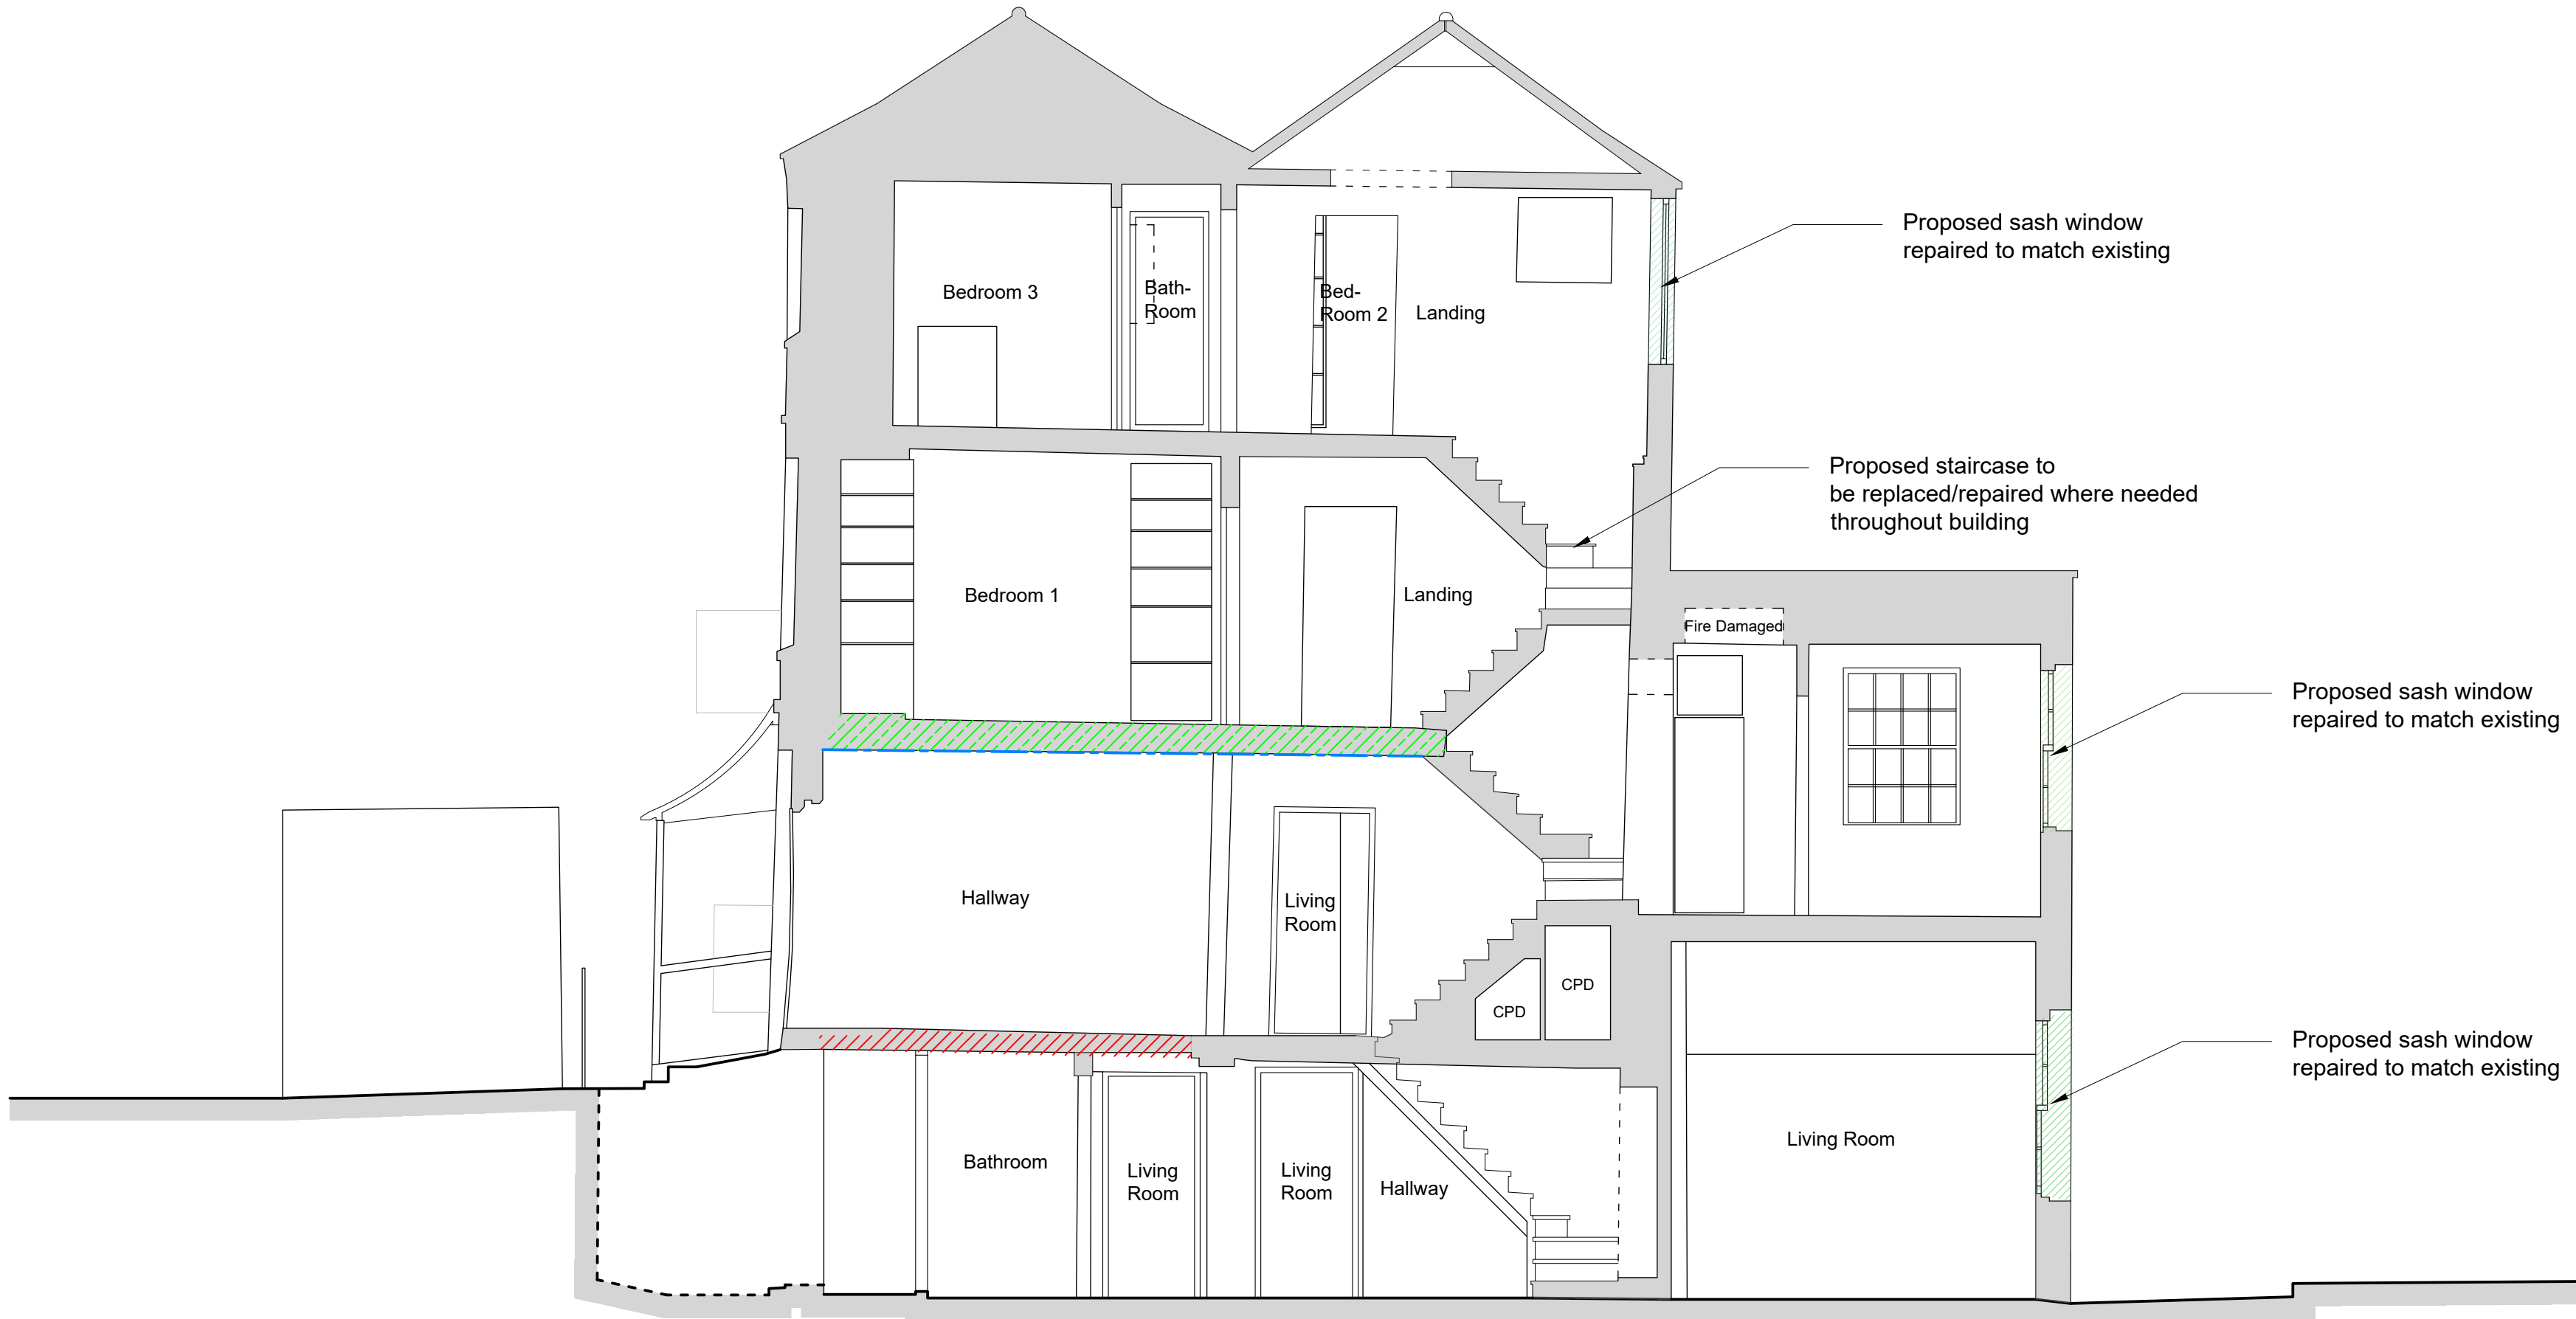 Proposed sash window
repaired to match existing
Bedroom 3
Bath-
Room
Bed-
Room 2
Landing
Proposed staircase to
be replaced/repaired where needed
throughout building
Bedroom 1
Landing
Fire Damaged
Proposed sash window
repaired to match existing
Hallway
Living
Room
CPD
CPD
Proposed sash window
repaired to match existing
Bathroom
Living
Room
Living
Room
Hallway
Living Room